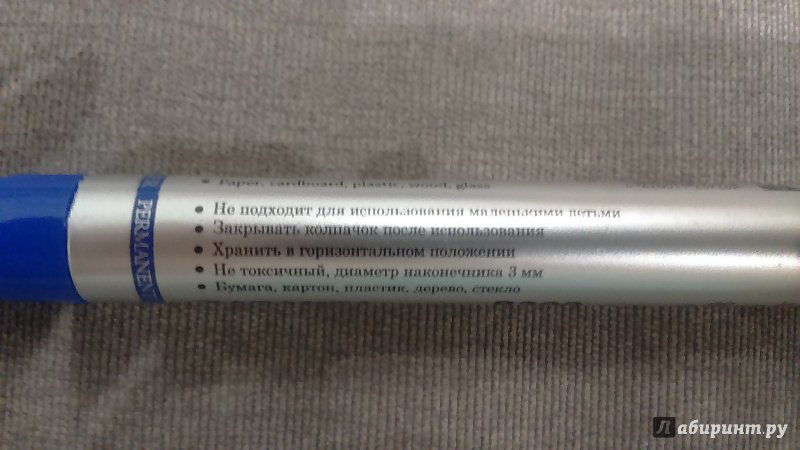 • Paper, cardboard, plastic, wood, glass
• Не подходит для использования маленькими детьми
• Закрывать колпачок после использования
• Хранить в горизонтальном положении
• Не токсичный, диаметр наконечника 3 мм
• Бумага, картон, пластик, дерево, стекло
PERMANENT
Лабиринт.ру